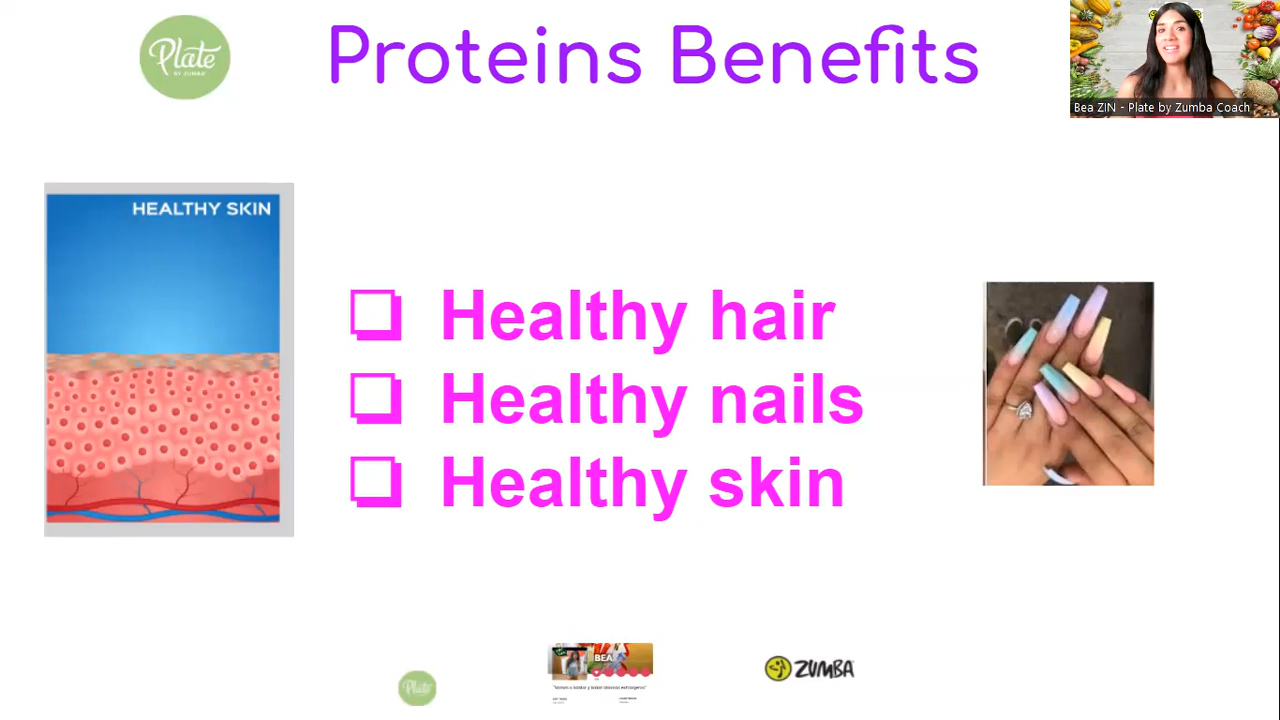 Plate
BY ZUMBA
Proteins Benefits
Bea ZIN - Plate by Zumba Coach
HEALTHY SKIN
Healthy hair
Healthy nails
Healthy skin
Plate
BEA
ZUMBA